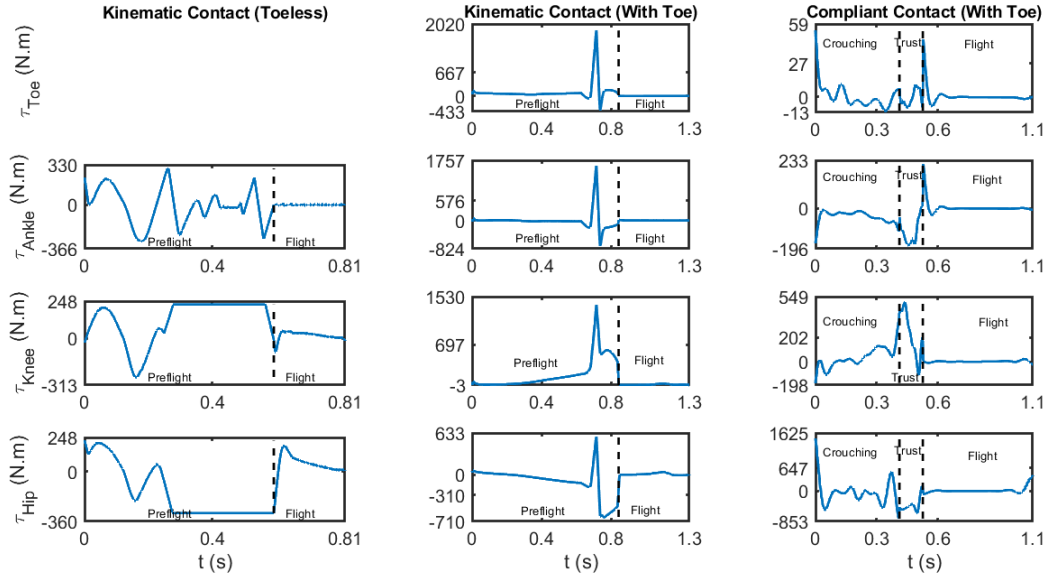 Kinematic Contact (Toeless)
Kinematic Contact (With Toe)
Compliant Contact (With Toe)
τToe (N.m)
2020
667
0
-433
Preflight
Flight
0
0.4
0.8
1.3
59
27
0
-13
Crouching
Trust
Flight
0
0.3
0.6
1.1
τAnkle (N.m)
330
0
-366
Preflight
Flight
0
0.4
0.81
1757
576
0
-824
Preflight
Flight
0
0.4
0.8
1.3
233
0
-196
Crouching
Trust
Flight
0
0.3
0.6
1.1
τKnee (N.m)
248
0
-313
Preflight
Flight
0
0.4
0.81
1530
697
-3
Preflight
Flight
0
0.4
0.8
1.3
549
202
0
-198
Crouching
Trust
Flight
0
0.3
0.6
1.1
τHip (N.m)
248
0
-360
Preflight
Flight
0
0.4
0.81
t (s)
633
0
-310
-710
Preflight
Flight
0
0.4
0.8
1.3
t (s)
1625
647
0
-853
Crouching
Trust
Flight
0
0.3
0.6
1.1
t (s)